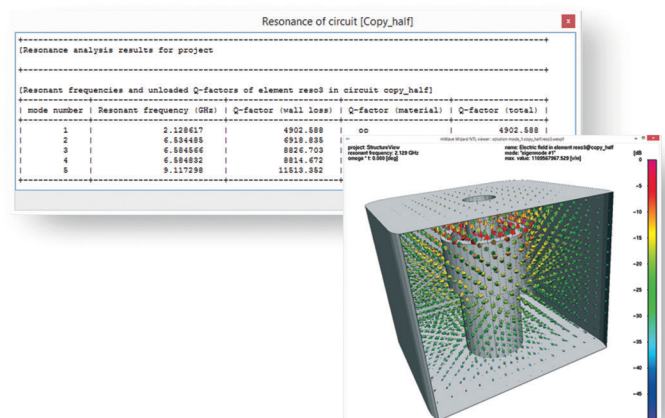 Resonance of circuit [Copy_half]
x
[Resonance analysis results for project
[Resonant frequencies and unloaded Q-factors of element reso3 in circuit copy_half]
| mode number | Resonant frequency (GHz) | Q-factor (wall loss) | Q-factor (material) | Q-factor (total) |
| 1 | 2.128617 | 4902.588 | oo | 4902.588 |
| 2 | 6.534485 | 6918.835
| 3 | 6.584566 | 8826.703
| 4 | 6.584832 | 8814.672
| 5 | 9.117298 | 11513.352
project: StructureView
resonant frequency: 2.129 GHz
omega * t: 0.000 [deg]
name: Electric field in element reso3@copy_half
mode: "eigenmode #1"
max. value: 1109567967.529 [v/m]
[dB
0
-5
-10
-15
-20
-25
-30
-35
-40
-45